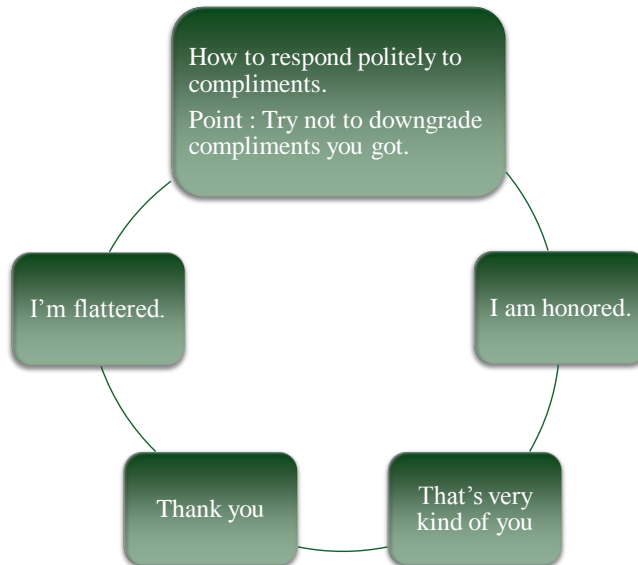 How to respond politely to
compliments.
Point : Try not to downgrade
compliments you got.
I'm flattered.
I am honored.
Thank you
That's very
kind of you